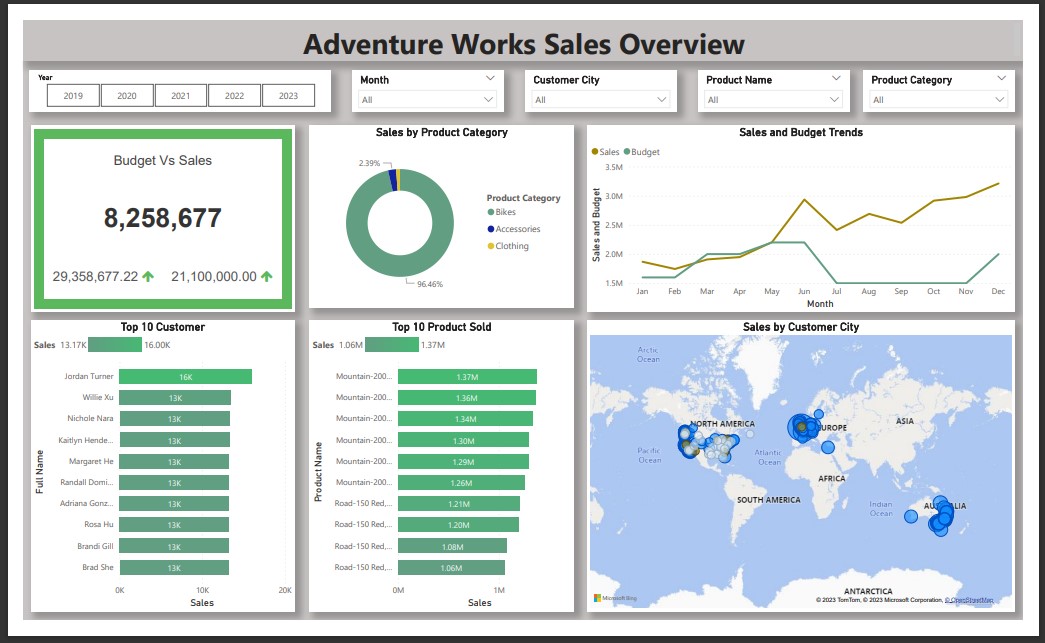 Adventure Works Sales Overview
Year
2019 2020 2021 2022 2023
Month
All
Customer City
All
Product Name
All
Product Category
All
Budget Vs Sales
8,258,677
29,358,677.22 21,100,000.00
Sales by Product Category
2.39%
96.46%
Product Category
Bikes
Accessories
Clothing
Sales and Budget Trends
Sales Budget
3.5M
3.0M
2.5M
2.0M
1.5M
Sales and Budget
Jan Feb Mar Apr May Jun Jul Aug Sep Oct Nov Dec
Month
Top 10 Customer
Sales 13.17K 16.00K
Full Name
Jordan Turner 16K
Willie Xu 13K
Nichole Nara 13K
Kaitlyn Hende... 13K
Margaret He 13K
Randall Domi... 13K
Adriana Gonz... 13K
Rosa Hu 13K
Brandi Gill 13K
Brad She 13K
0K 10K 20K
Sales
Top 10 Product Sold
Sales 1.06M 1.37M
Product Name
Mountain-200... 1.37M
Mountain-200... 1.36M
Mountain-200... 1.34M
Mountain-200... 1.30M
Mountain-200... 1.29M
Mountain-200... 1.26M
Road-150 Red,... 1.21M
Road-150 Red,... 1.20M
Road-150 Red,... 1.08M
Road-150 Red,... 1.06M
0M 1M
Sales
Sales by Customer City
Arctic
Ocean
NORTH AMERICA
EUROPE
ASIA
Pacific
Ocean
Atlantic
Ocean
AFRICA
SOUTH AMERICA
Indian
Ocean
AU LIA
ANTARCTICA
Microsoft Bing
© 2023 TomTom, © 2023 Microsoft Corporation, © OpenStreetMap